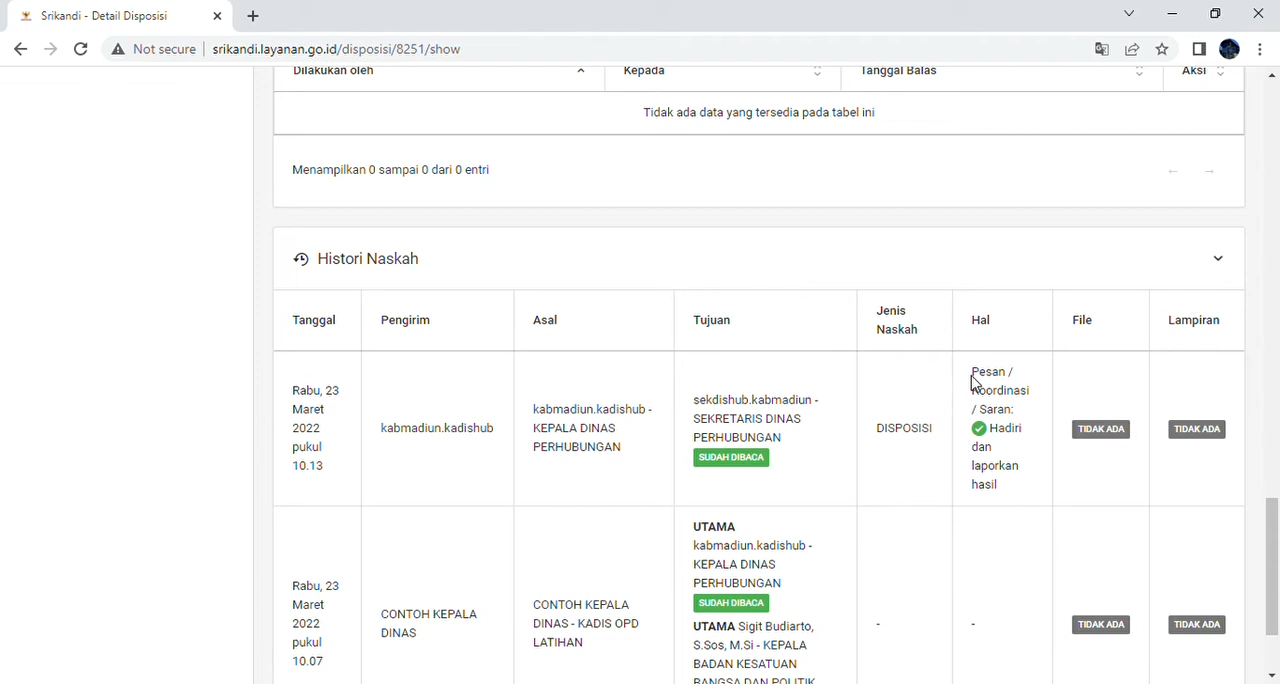 Srikandi - Detail Disposisi
Not secure
srikandi.layanan.go.id/disposisi/8251/show
Dilakukan oleh
Kepada
Tanggal Balas
Aksi
Tidak ada data yang tersedia pada tabel ini
Menampilkan 0 sampai 0 dari 0 entri
Histori Naskah
Tanggal
Pengirim
Asal
Tujuan
Jenis
Naskah
Hal
File
Lampiran
Rabu, 23
Maret
2022
pukul
10.13
kabmadiun.kadishub
kabmadiun.kadishub -
KEPALA DINAS
PERHUBUNGAN
sekdishub.kabmadiun -
SEKRETARIS DINAS
PERHUBUNGAN
SUDAH DIBACA
DISPOSISI
Pesan /
Koordinasi
/ Saran:
Hadiri
dan
laporkan
hasil
TIDAK ADA
TIDAK ADA
Rabu, 23
Maret
2022
pukul
10.07
CONTOH KEPALA
DINAS
CONTOH KEPALA
DINAS - KADIS OPD
LATIHAN
UTAMA
kabmadiun.kadishub -
KEPALA DINAS
PERHUBUNGAN
SUDAH DIBACA
UTAMA Sigit Budiarto,
S.Sos, M.Si - KEPALA
BADAN KESATUAN
BANGSA DAN POLITIK
-
-
TIDAK ADA
TIDAK ADA